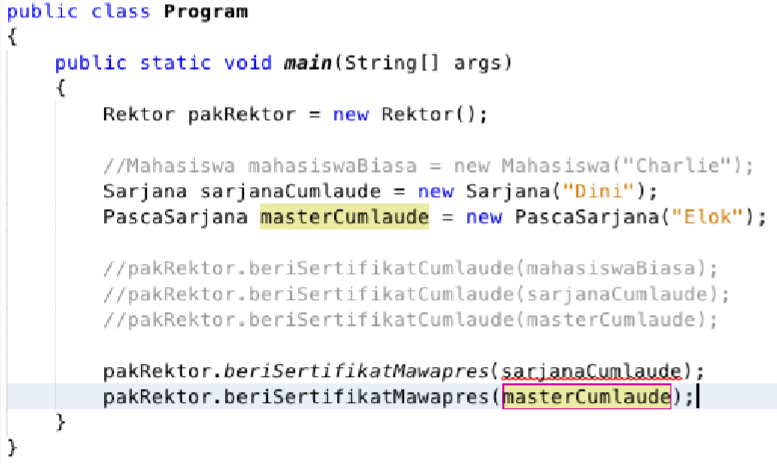 public class Program
{
    public static void main(String[] args)
    {
        Rektor pakRektor = new Rektor();
        //Mahasiswa mahasiswaBiasa = new Mahasiswa("Charlie");
        Sarjana sarjanaCumlaude = new Sarjana("Dini");
        PascaSarjana masterCumlaude = new PascaSarjana("Elok");
        //pakRektor.beriSertifikatCumlaude(mahasiswaBiasa);
        //pakRektor.beriSertifikatCumlaude(sarjanaCumlaude);
        //pakRektor.beriSertifikatCumlaude(masterCumlaude);
        pakRektor.beriSertifikatMawapres(sarjanaCumlaude);
        pakRektor.beriSertifikatMawapres(masterCumlaude);
    }
}